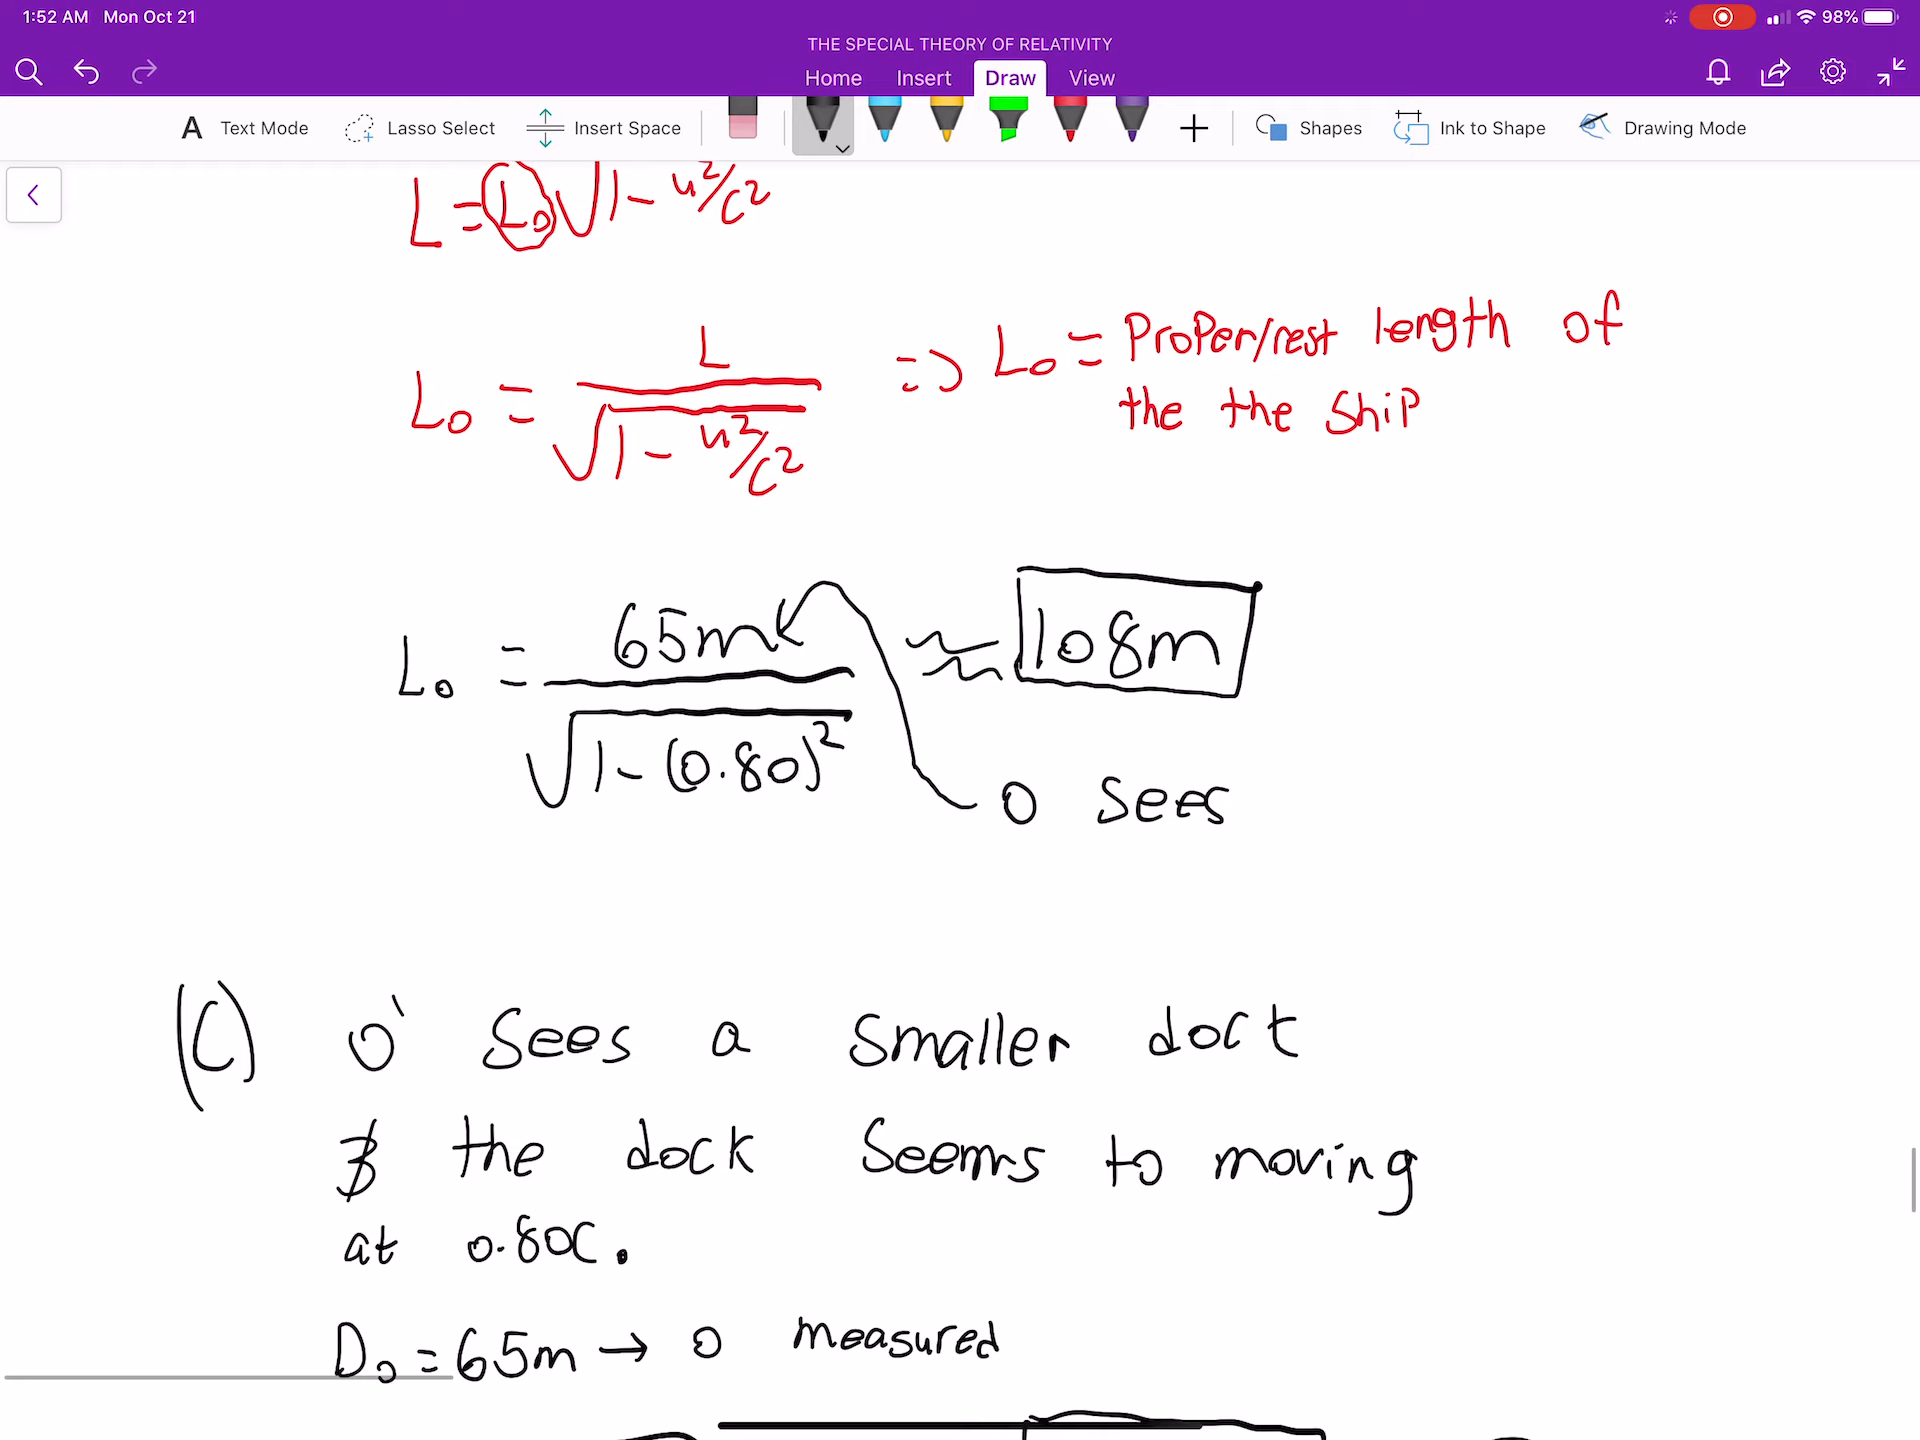 1:52 AM Mon Oct 21
98%
THE SPECIAL THEORY OF RELATIVITY
Home Insert Draw View
A Text Mode Lasso Select Insert Space Shapes Ink to Shape Drawing Mode
L = L₀ √1 - u²/c²
L₀ = L / √1 - u²/c² => L₀ = Proper/rest length of
the the ship
L₀ = 65m / √1 - (0.80)² ≈ 108m
O sees
(C) O' sees a smaller doct
& the dock seems to moving
at 0.80c.
D₀ = 65m → O measured